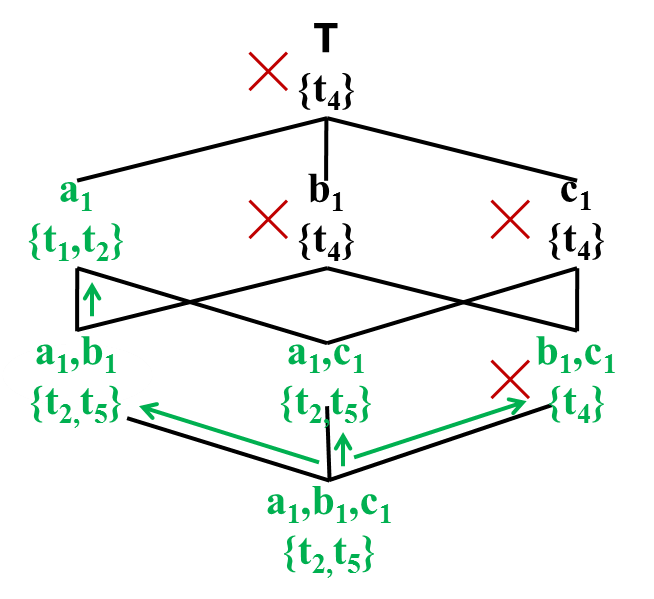 T
{t₄}
a₁ b₁ c₁
{t₁,t₂} {t₄} {t₄}
a₁,b₁ a₁,c₁ b₁,c₁
{t₂,t₅} {t₂,t₅} {t₄}
a₁,b₁,c₁
{t₂,t₅}